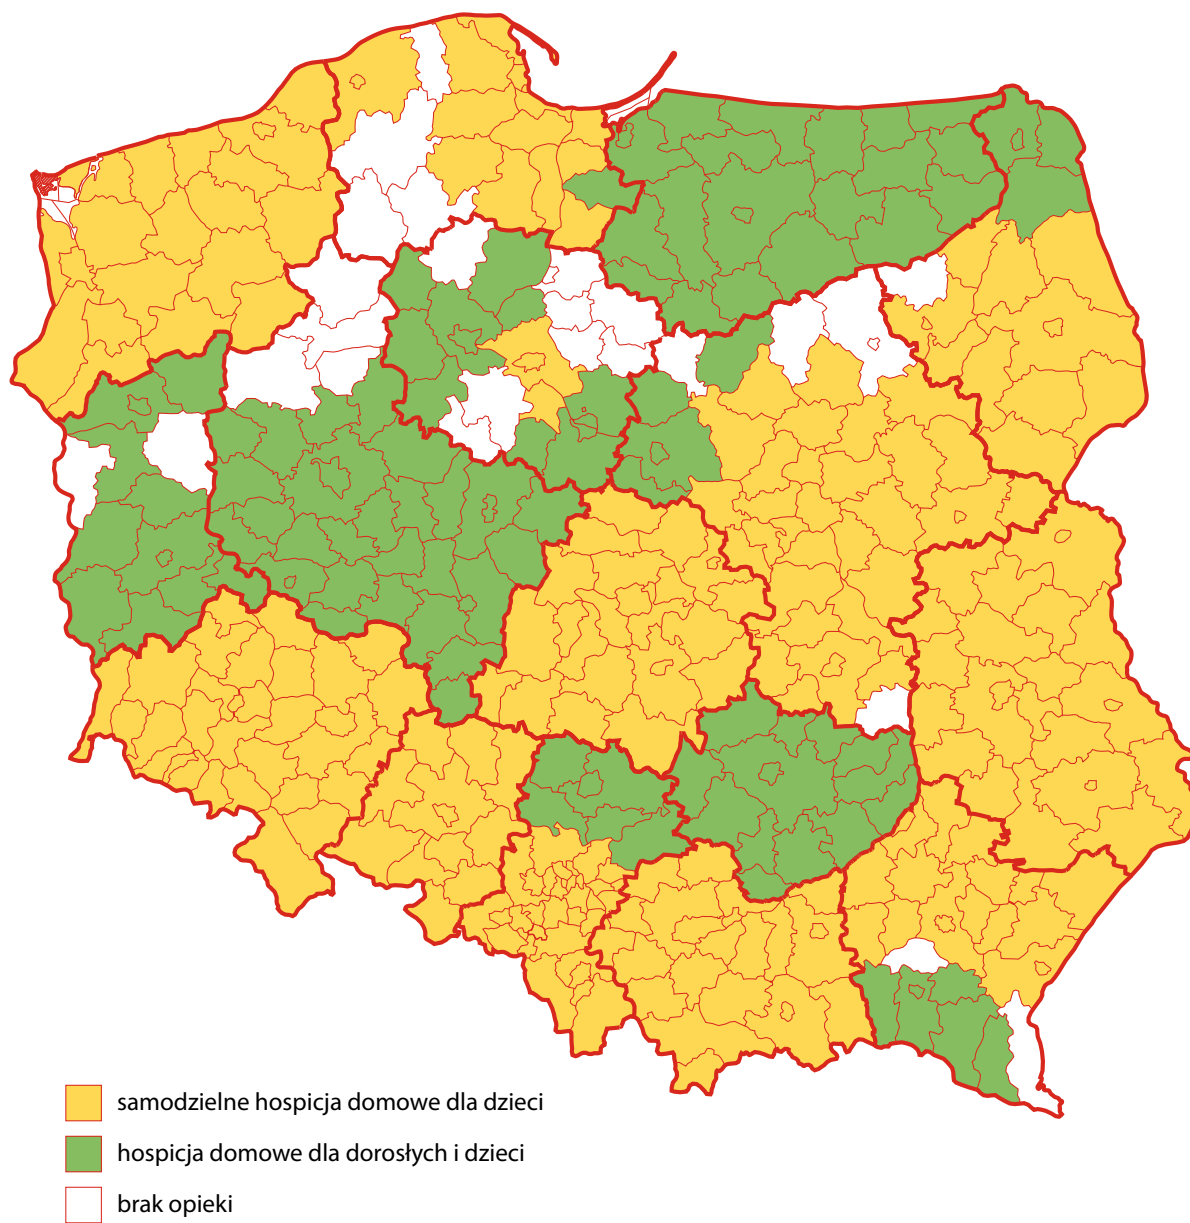 samodzielne hospicja domowe dla dzieci
hospicja domowe dla dorosłych i dzieci
brak opieki